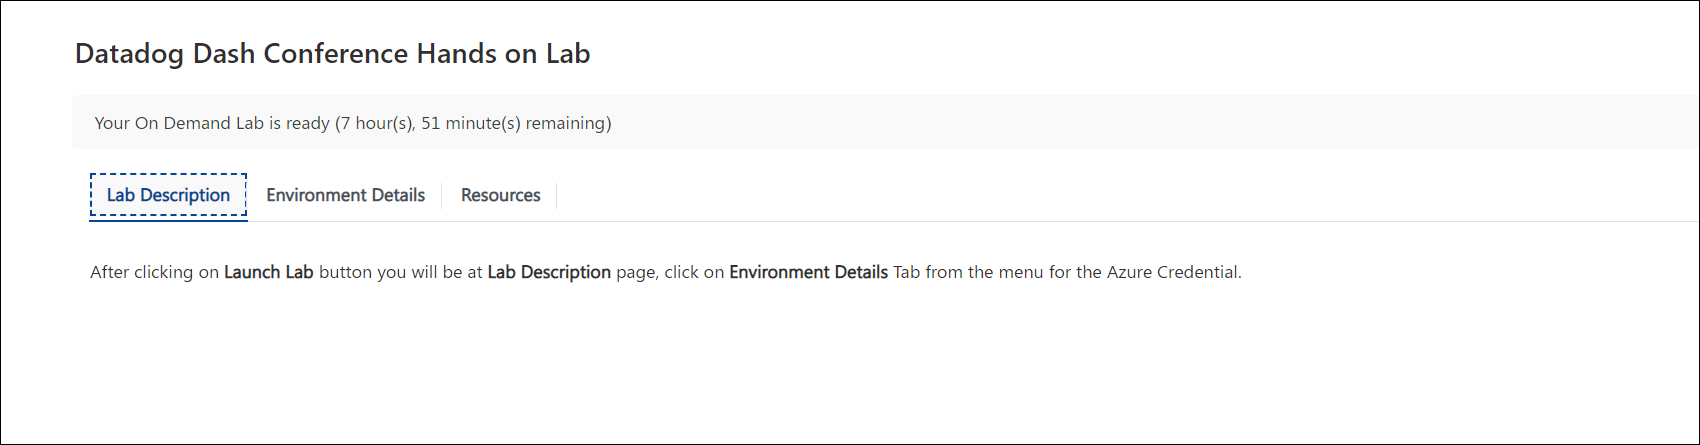 Datadog Dash Conference Hands on Lab
Your On Demand Lab is ready (7 hour(s), 51 minute(s) remaining)
Lab Description Environment Details Resources
After clicking on Launch Lab button you will be at Lab Description page, click on Environment Details Tab from the menu for the Azure Credential.